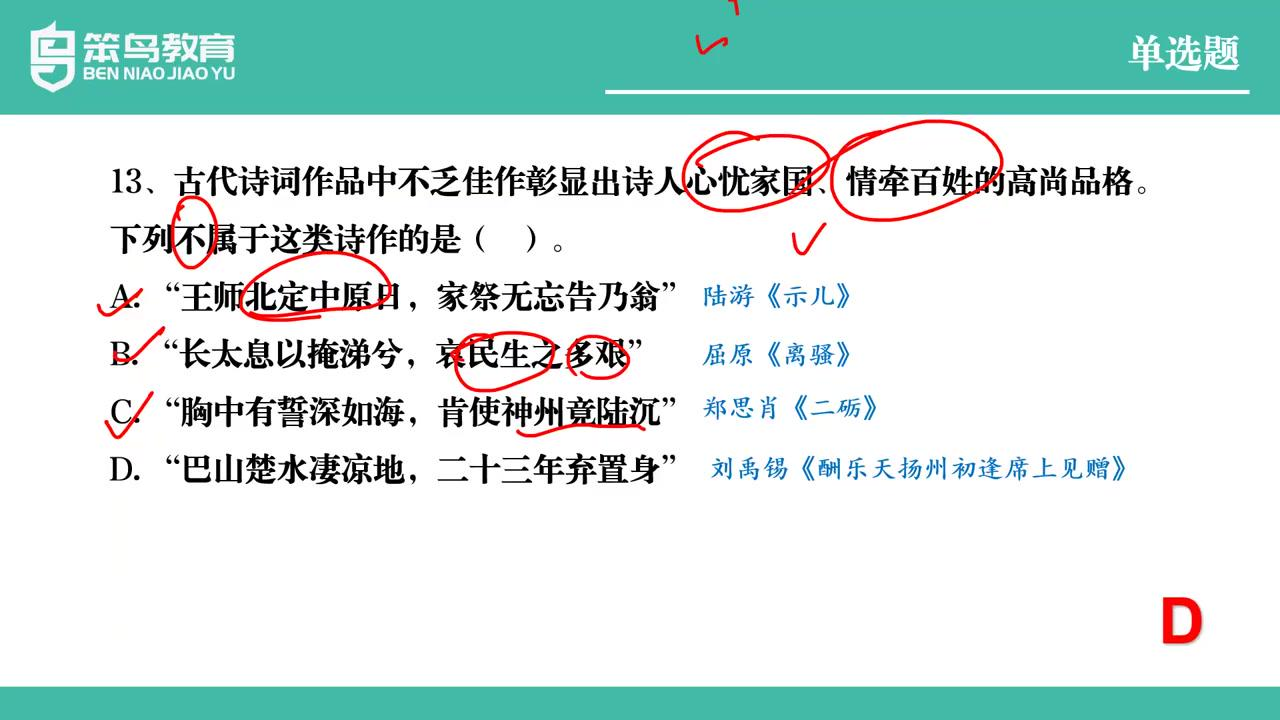 笨鸟教育
BEN NIAO JIAO YU
单选题
13、古代诗词作品中不乏佳作彰显出诗人心忧家国、情牵百姓的高尚品格。
下列不属于这类诗作的是（ ）。
A. “王师北定中原日，家祭无忘告乃翁” 陆游《示儿》
B. “长太息以掩涕兮，哀民生之多艰” 屈原《离骚》
C. “胸中有誓深如海，肯使神州竟陆沉” 郑思肖《二砺》
D. “巴山楚水凄凉地，二十三年弃置身” 刘禹锡《酬乐天扬州初逢席上见赠》
D